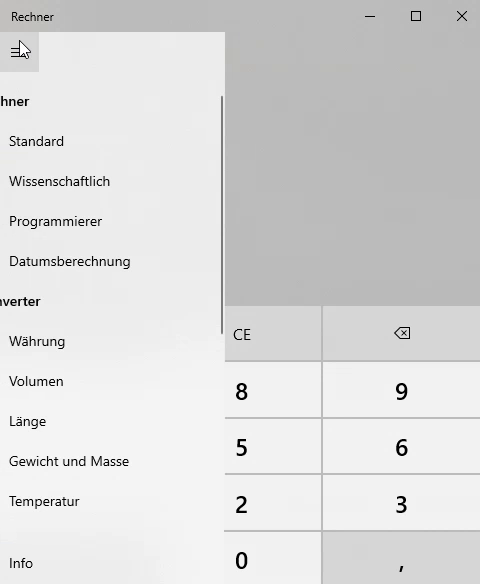 Rechner
hner
Standard
Wissenschaftlich
Programmierer
Datumsberechnung
verter
Währung
Volumen
Länge
Gewicht und Masse
Temperatur
Info
CE
8 9
5 6
2 3
0 ,